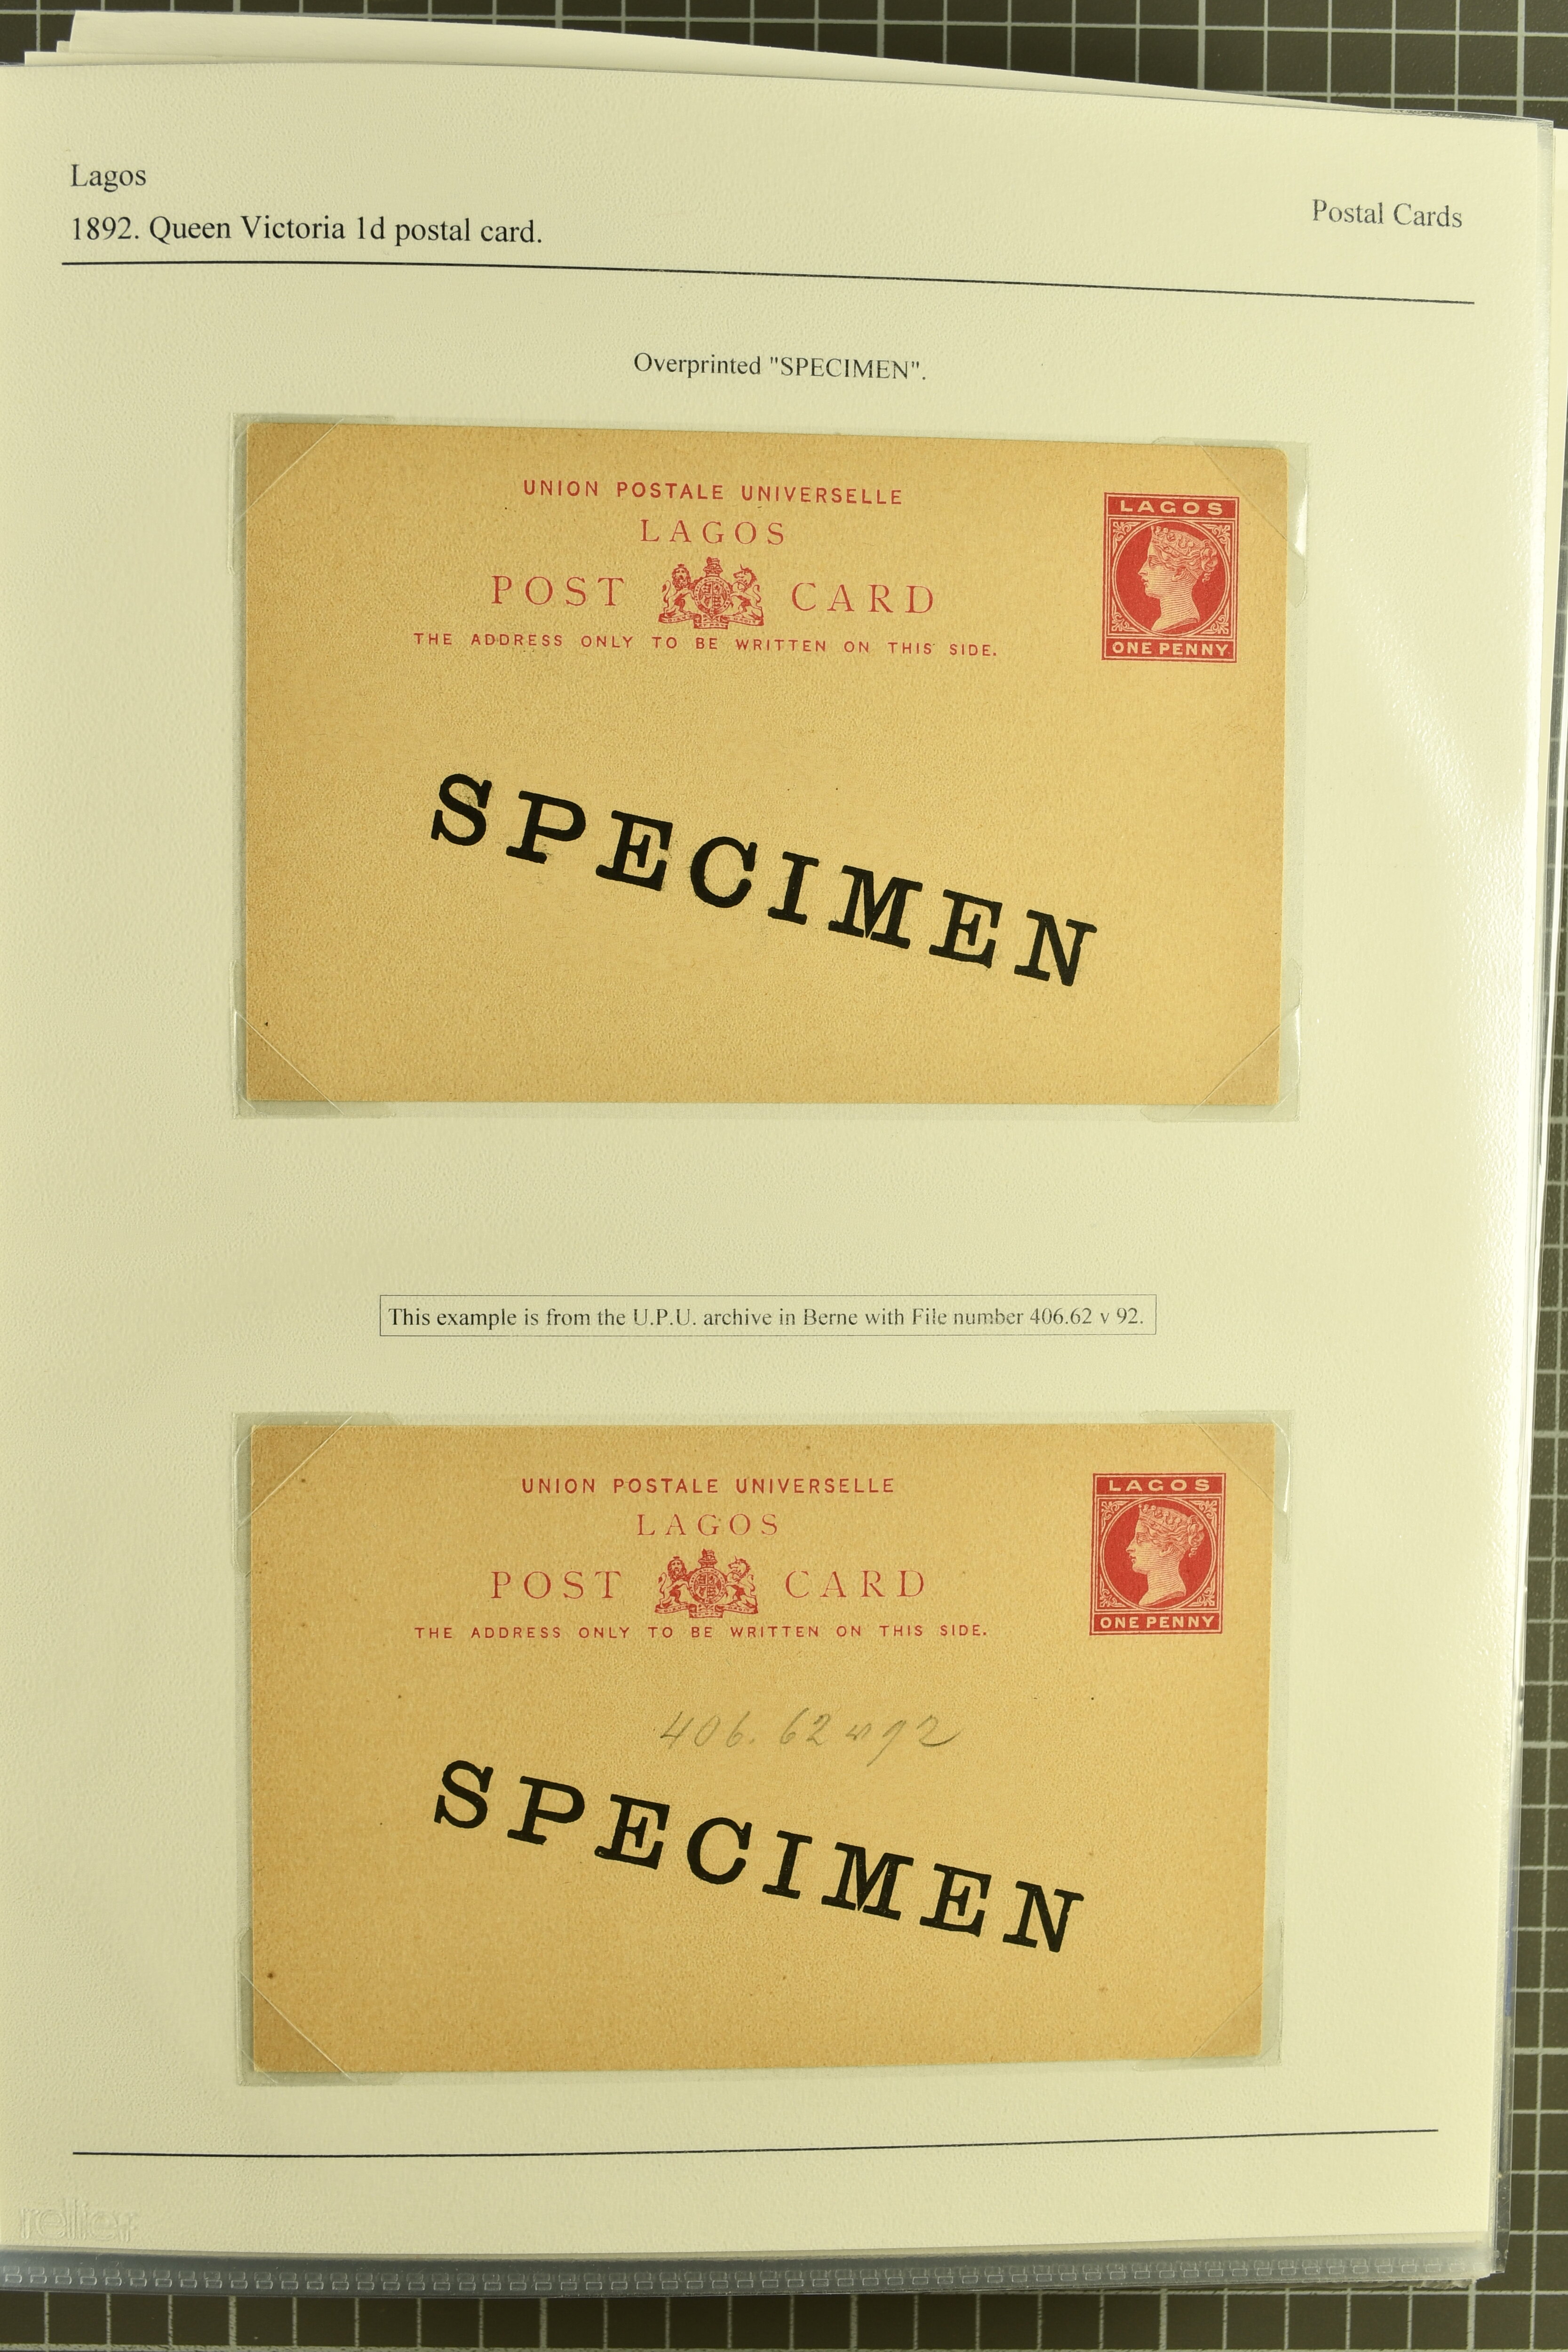 Lagos
1892. Queen Victoria 1d postal card.
Postal Cards
Overprinted "SPECIMEN".
UNION POSTALE UNIVERSELLE
LAGOS
POST CARD
THE ADDRESS ONLY TO BE WRITTEN ON THIS SIDE.
LAGOS
ONE PENNY
SPECIMEN
This example is from the U.P.U. archive in Berne with File number 406.62 v 92.
UNION POSTALE UNIVERSELLE
LAGOS
POST CARD
THE ADDRESS ONLY TO BE WRITTEN ON THIS SIDE.
LAGOS
ONE PENNY
406.62 v 92
SPECIMEN